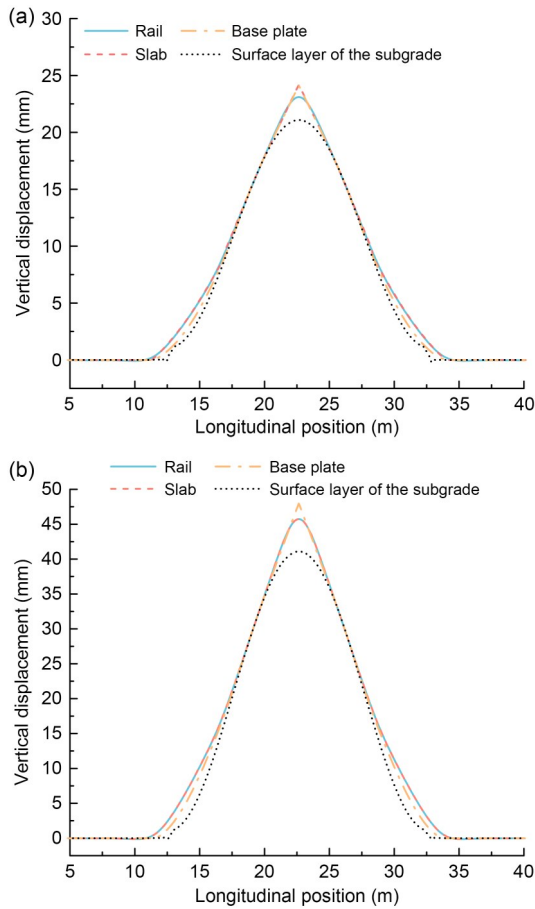 (a)
Rail
Base plate
Slab
Surface layer of the subgrade
Vertical displacement (mm)
30
25
20
15
10
5
0
5 10 15 20 25 30 35 40
Longitudinal position (m)
(b)
Rail
Base plate
Slab
Surface layer of the subgrade
Vertical displacement (mm)
50
45
40
35
30
25
20
15
10
5
0
5 10 15 20 25 30 35 40
Longitudinal position (m)